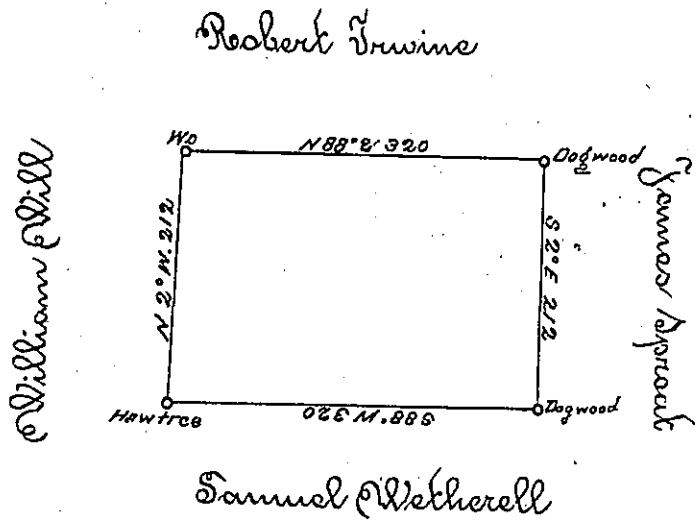 Robert Irwine
Wo
N 88° E 320
Dogwood
William Will
N 2° W. 212
S 2° E 212
James Sproat
Hawtree
S 88° W 320
Dogwood
Samuel Wetherell